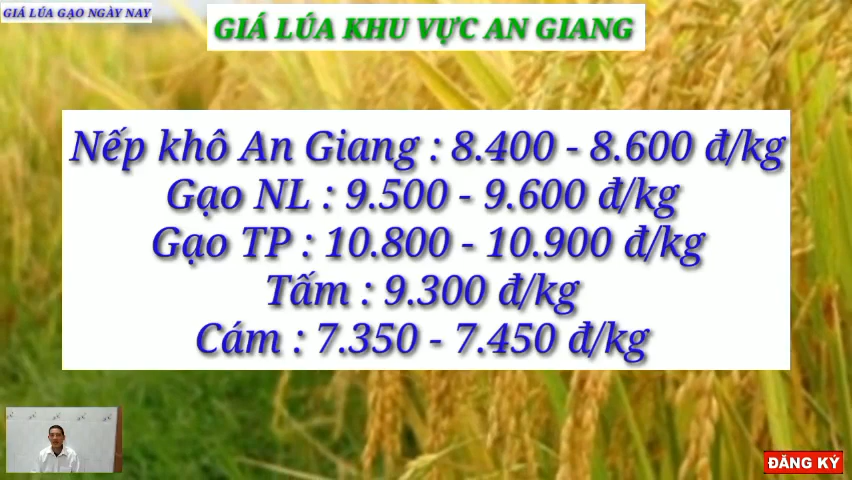 GIÁ LÚA GẠO NGÀY NAY
GIÁ LÚA KHU VỰC AN GIANG
Nếp khô An Giang : 8.400 - 8.600 đ/kg
Gạo NL : 9.500 - 9.600 đ/kg
Gạo TP : 10.800 - 10.900 đ/kg
Tấm : 9.300 đ/kg
Cám : 7.350 - 7.450 đ/kg
ĐĂNG KÝ